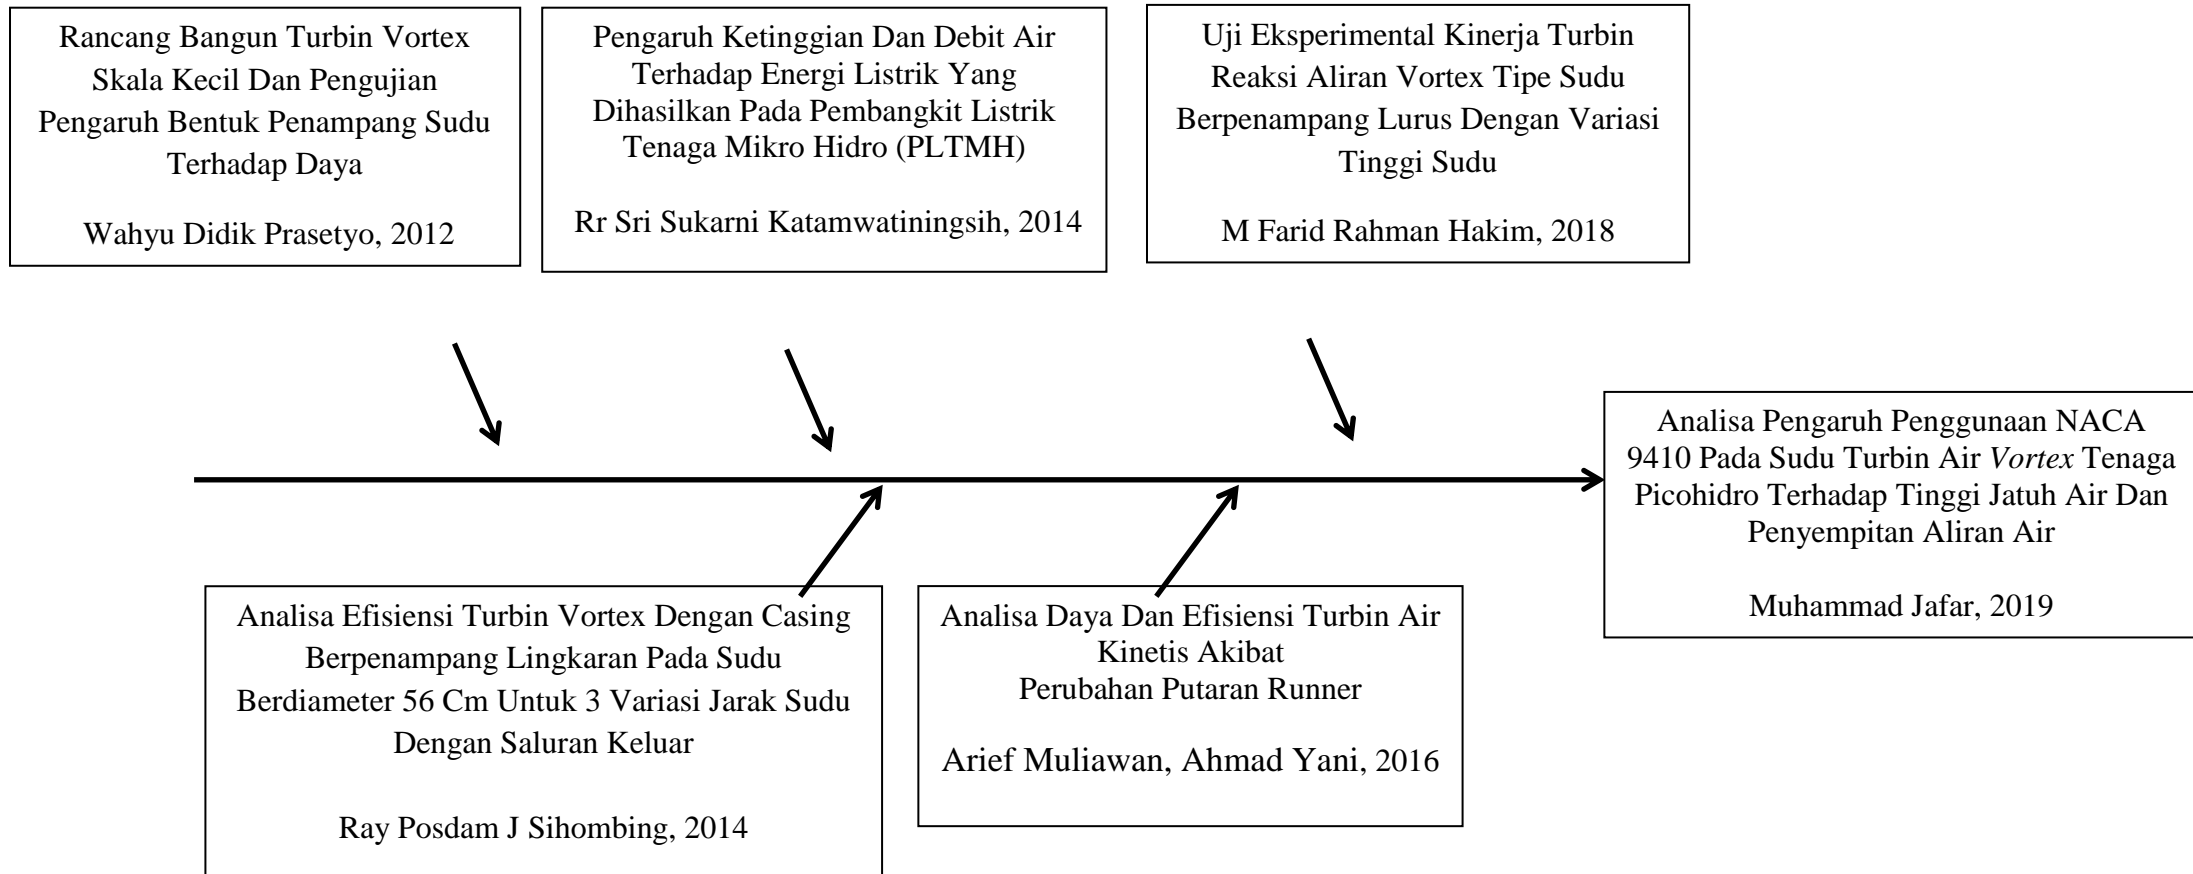 Rancang Bangun Turbin Vortex
Skala Kecil Dan Pengujian
Pengaruh Bentuk Penampang Sudu
Terhadap Daya
Wahyu Didik Prasetyo, 2012
Pengaruh Ketinggian Dan Debit Air
Terhadap Energi Listrik Yang
Dihasilkan Pada Pembangkit Listrik
Tenaga Mikro Hidro (PLTMH)
Rr Sri Sukarni Katamwatiningsih, 2014
Uji Eksperimental Kinerja Turbin
Reaksi Aliran Vortex Tipe Sudu
Berpenampang Lurus Dengan Variasi
Tinggi Sudu
M Farid Rahman Hakim, 2018
Analisa Pengaruh Penggunaan NACA
9410 Pada Sudu Turbin Air Vortex Tenaga
Picohidro Terhadap Tinggi Jatuh Air Dan
Penyempitan Aliran Air
Muhammad Jafar, 2019
Analisa Efisiensi Turbin Vortex Dengan Casing
Berpenampang Lingkaran Pada Sudu
Berdiameter 56 Cm Untuk 3 Variasi Jarak Sudu
Dengan Saluran Keluar
Ray Posdam J Sihombing, 2014
Analisa Daya Dan Efisiensi Turbin Air
Kinetis Akibat
Perubahan Putaran Runner
Arief Muliawan, Ahmad Yani, 2016